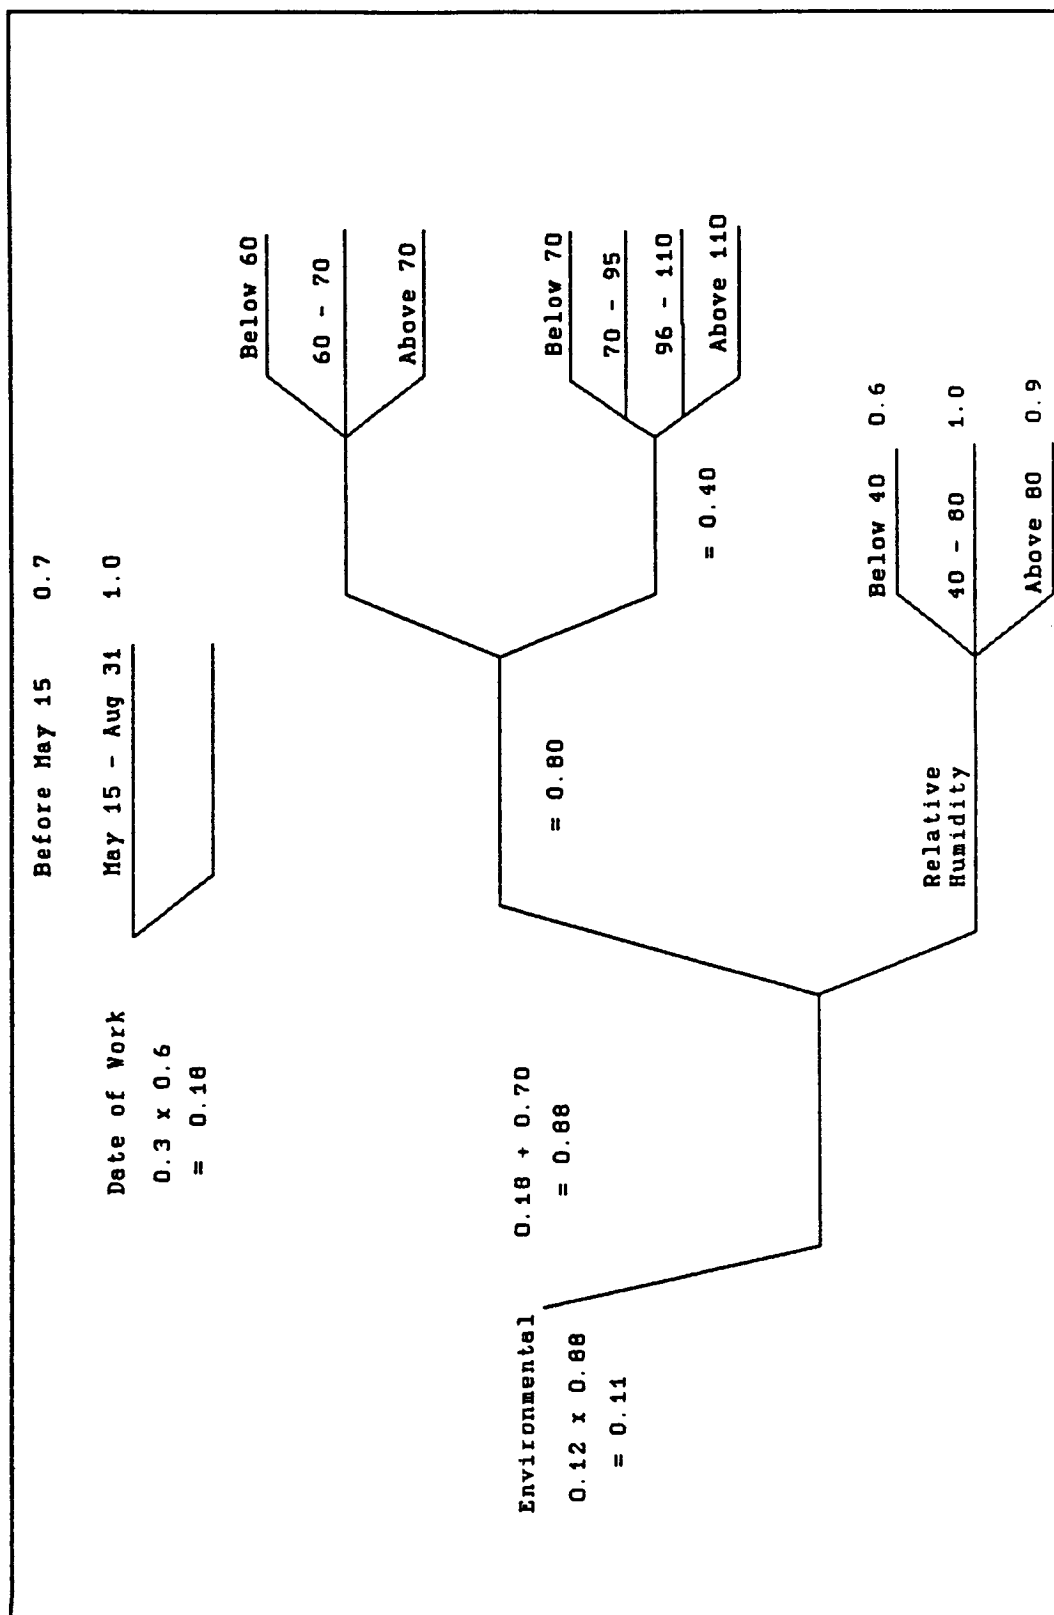 Before May 15 0.7
May 15 - Aug 31 1.0
Date of Work
0.3 x 0.6
= 0.18
Below 60
60 - 70
Above 70
Environmental
0.12 x 0.88
= 0.11
0.18 + 0.70
= 0.88
= 0.80
Below 70
70 - 95
96 - 110
Above 110
= 0.40
Relative
Humidity
Below 40 0.6
40 - 80 1.0
Above 80 0.9